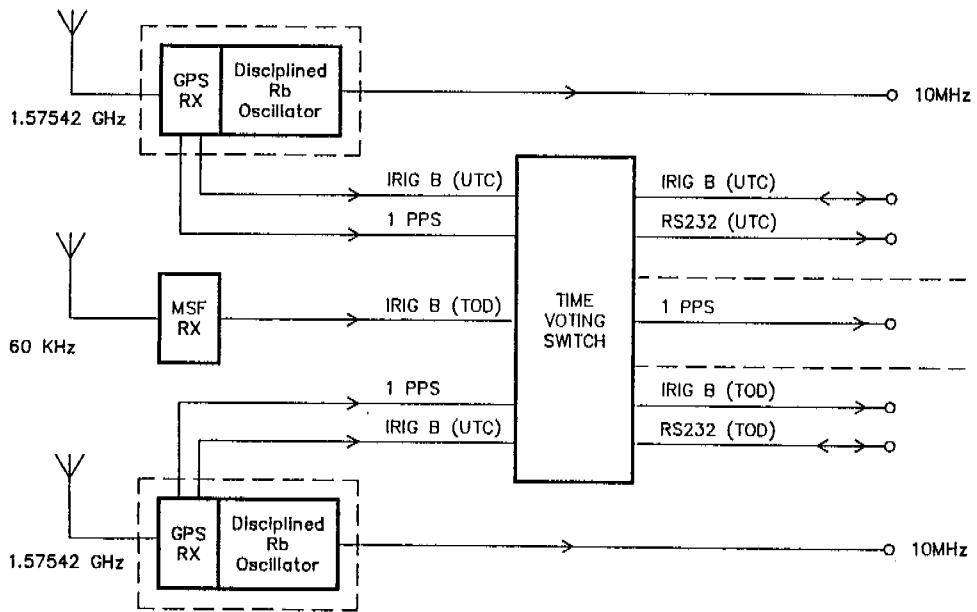 GPS
RX
Disciplined
Rb
Oscillator
10MHz
1.57542 GHz
IRIG B (UTC)
1 PPS
IRIG B (UTC)
RS232 (UTC)
MSF
RX
60 KHz
IRIG B (TOD)
TIME
VOTING
SWITCH
1 PPS
1 PPS
IRIG B (UTC)
IRIG B (TOD)
RS232 (TOD)
1.57542 GHz
GPS
RX
Disciplined
Rb
Oscillator
10MHz